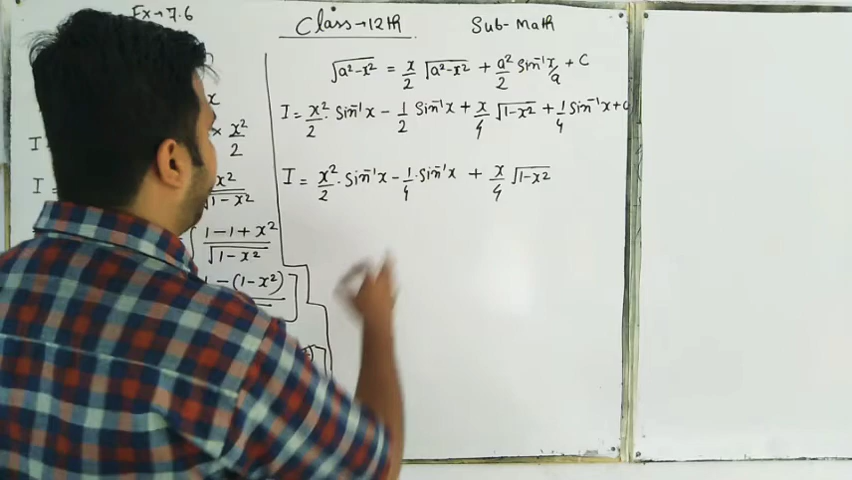 Ex→7.6
Class→12th Sub-Math
√a²-x² = x/2 √a²-x² + a²/2 Sin⁻¹x/a + C
I = x²/2 · Sin⁻¹x - 1/2 Sin⁻¹x + x/4 √1-x² + 1/4 Sin⁻¹x + C
I = x²/2 · Sin⁻¹x - 1/4 · Sin⁻¹x + x/4 √1-x²
x
I × x²/2
I x²/√1-x²
1-1+x²/√1-x²
1-(1-x²)